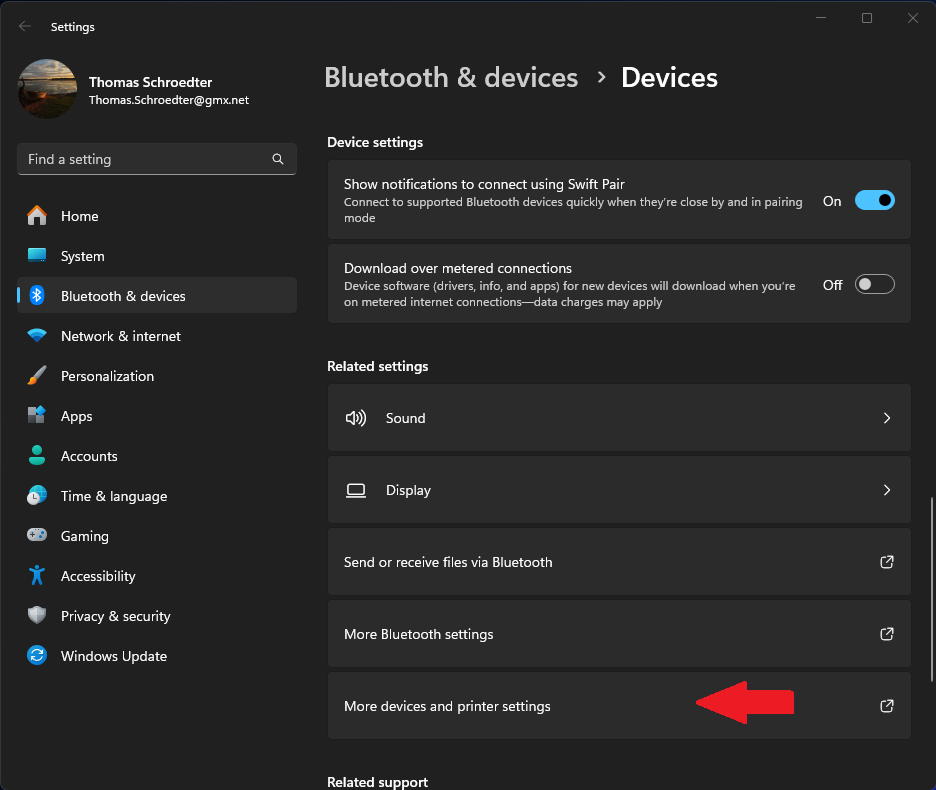 Settings
Thomas Schroedter
Thomas.Schroedter@gmx.net
Find a setting
Home
System
Bluetooth & devices
Network & internet
Personalization
Apps
Accounts
Time & language
Gaming
Accessibility
Privacy & security
Windows Update
Bluetooth & devices > Devices
Device settings
Show notifications to connect using Swift Pair
Connect to supported Bluetooth devices quickly when they're close by and in pairing
mode
On
Download over metered connections
Device software (drivers, info, and apps) for new devices will download when you're
on metered internet connections—data charges may apply
Off
Related settings
Sound
Display
Send or receive files via Bluetooth
More Bluetooth settings
More devices and printer settings
Related support